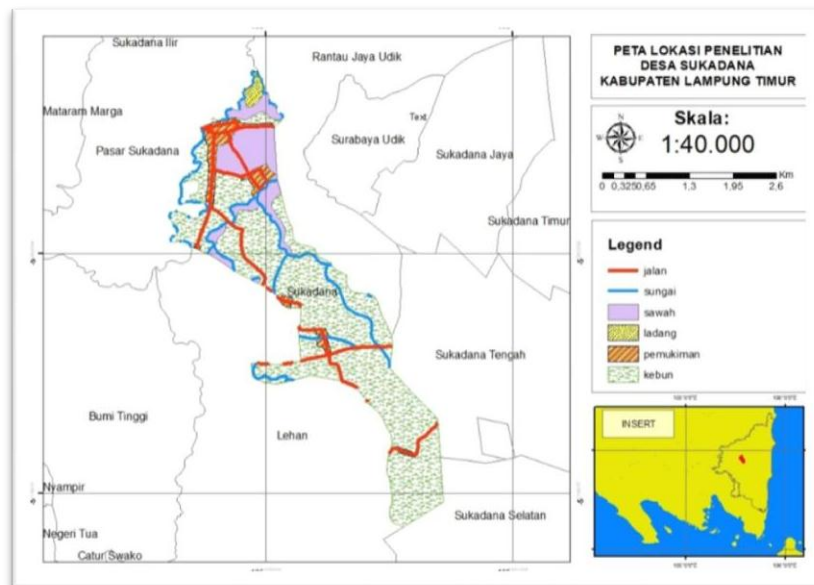 Sukadana Ilir
Rantau Jaya Udik
Mataram Marga
Text
Pasar Sukadana
Surabaya Udik
Sukadana Jaya
Sukadana Timur
Sukadana
Sukadana Tengah
Bumi Tinggi
Lehan
Nyampir
Sukadana Selatan
Negeri Tua
Catur Swako
PETA LOKASI PENELITIAN
DESA SUKADANA
KABUPATEN LAMPUNG TIMUR
N
W E
S
Skala:
1:40.000
Km
0 0,325 0,65 1,3 1,95 2,6
Legend
jalan
sungai
sawah
ladang
pemukiman
kebun
INSERT